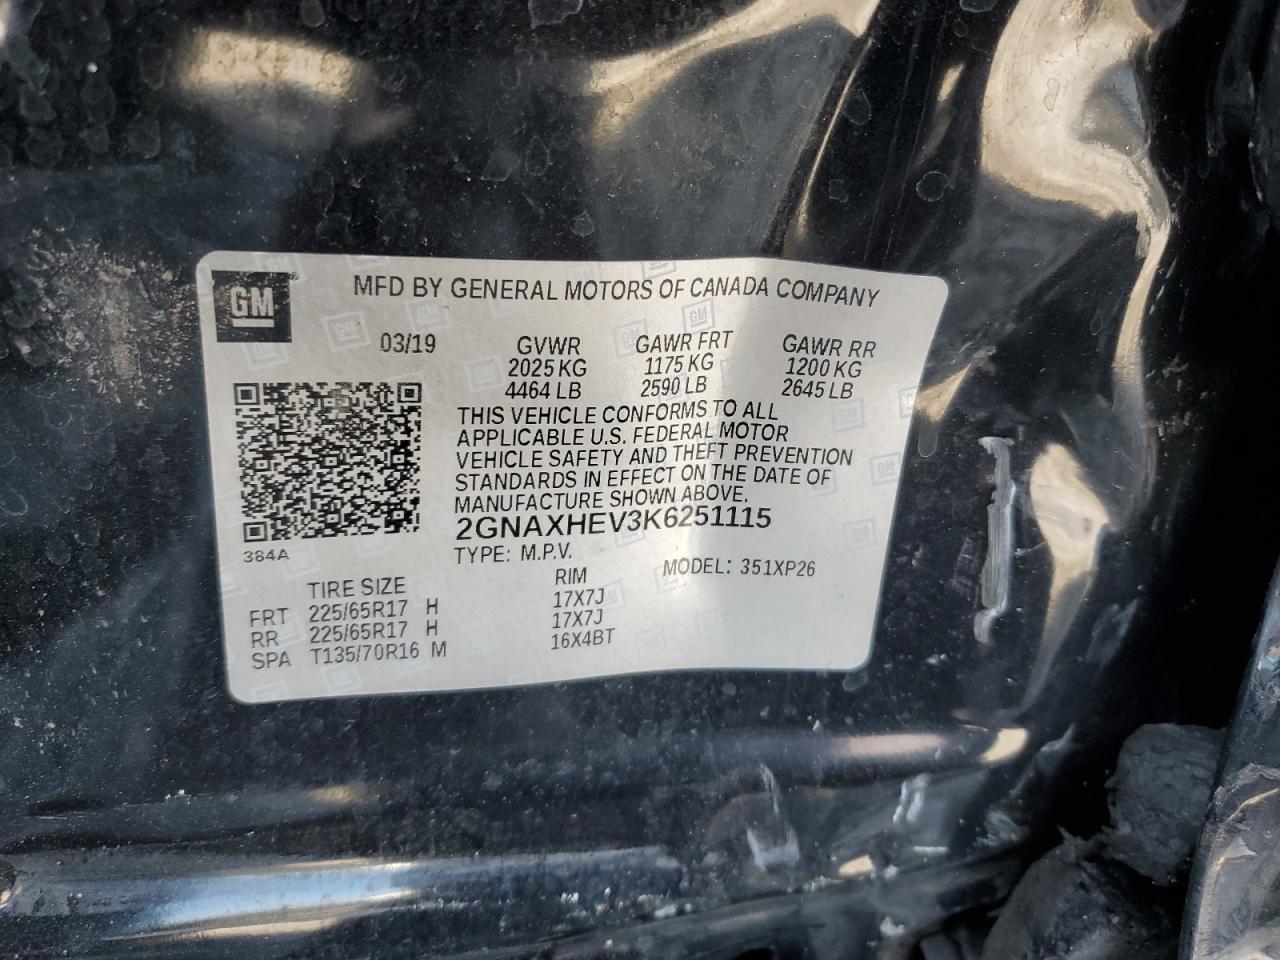 GM
MFD BY GENERAL MOTORS OF CANADA COMPANY
03/19 GVWR GAWR FRT GAWR RR
2025 KG 1175 KG 1200 KG
4464 LB 2590 LB 2645 LB
THIS VEHICLE CONFORMS TO ALL
APPLICABLE U.S. FEDERAL MOTOR
VEHICLE SAFETY AND THEFT PREVENTION
STANDARDS IN EFFECT ON THE DATE OF
MANUFACTURE SHOWN ABOVE.
2GNAXHEV3K6251115
384A
TYPE: M.P.V. MODEL: 351XP26
TIRE SIZE RIM
FRT 225/65R17 H 17X7J
RR 225/65R17 H 17X7J
SPA T135/70R16 M 16X4BT